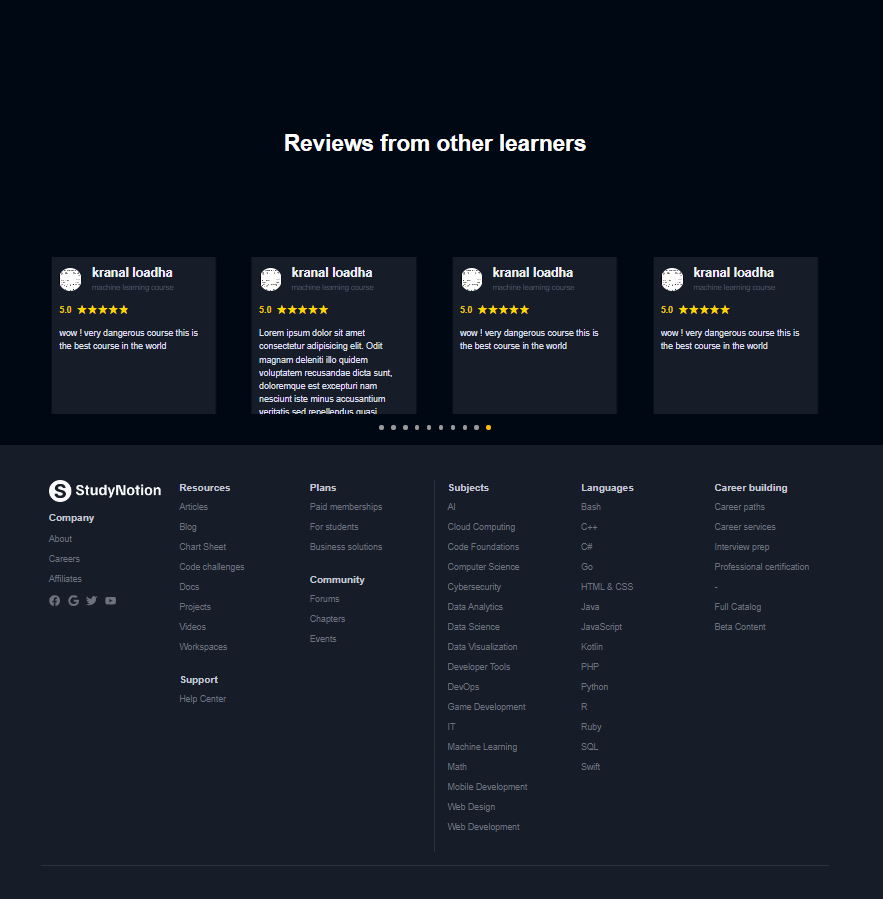 Reviews from other learners
kranal loadha
machine learning course
5.0
wow ! very dangerous course this is
the best course in the world
kranal loadha
machine learning course
5.0
Lorem ipsum dolor sit amet
consectetur adipisicing elit. Odit
magnam deleniti illo quidem
voluptatem recusandae dicta sunt,
doloremque est excepturi nam
nesciunt iste minus accusantium
veritatis sed repellendus quasi
kranal loadha
machine learning course
5.0
wow ! very dangerous course this is
the best course in the world
kranal loadha
machine learning course
5.0
wow ! very dangerous course this is
the best course in the world
StudyNotion
Company
About
Careers
Affiliates
Resources
Articles
Blog
Chart Sheet
Code challenges
Docs
Projects
Videos
Workspaces
Support
Help Center
Plans
Paid memberships
For students
Business solutions
Community
Forums
Chapters
Events
Subjects
AI
Cloud Computing
Code Foundations
Computer Science
Cybersecurity
Data Analytics
Data Science
Data Visualization
Developer Tools
DevOps
Game Development
IT
Machine Learning
Math
Mobile Development
Web Design
Web Development
Languages
Bash
C++
C#
Go
HTML & CSS
Java
JavaScript
Kotlin
PHP
Python
R
Ruby
SQL
Swift
Career building
Career paths
Career services
Interview prep
Professional certification
-
Full Catalog
Beta Content